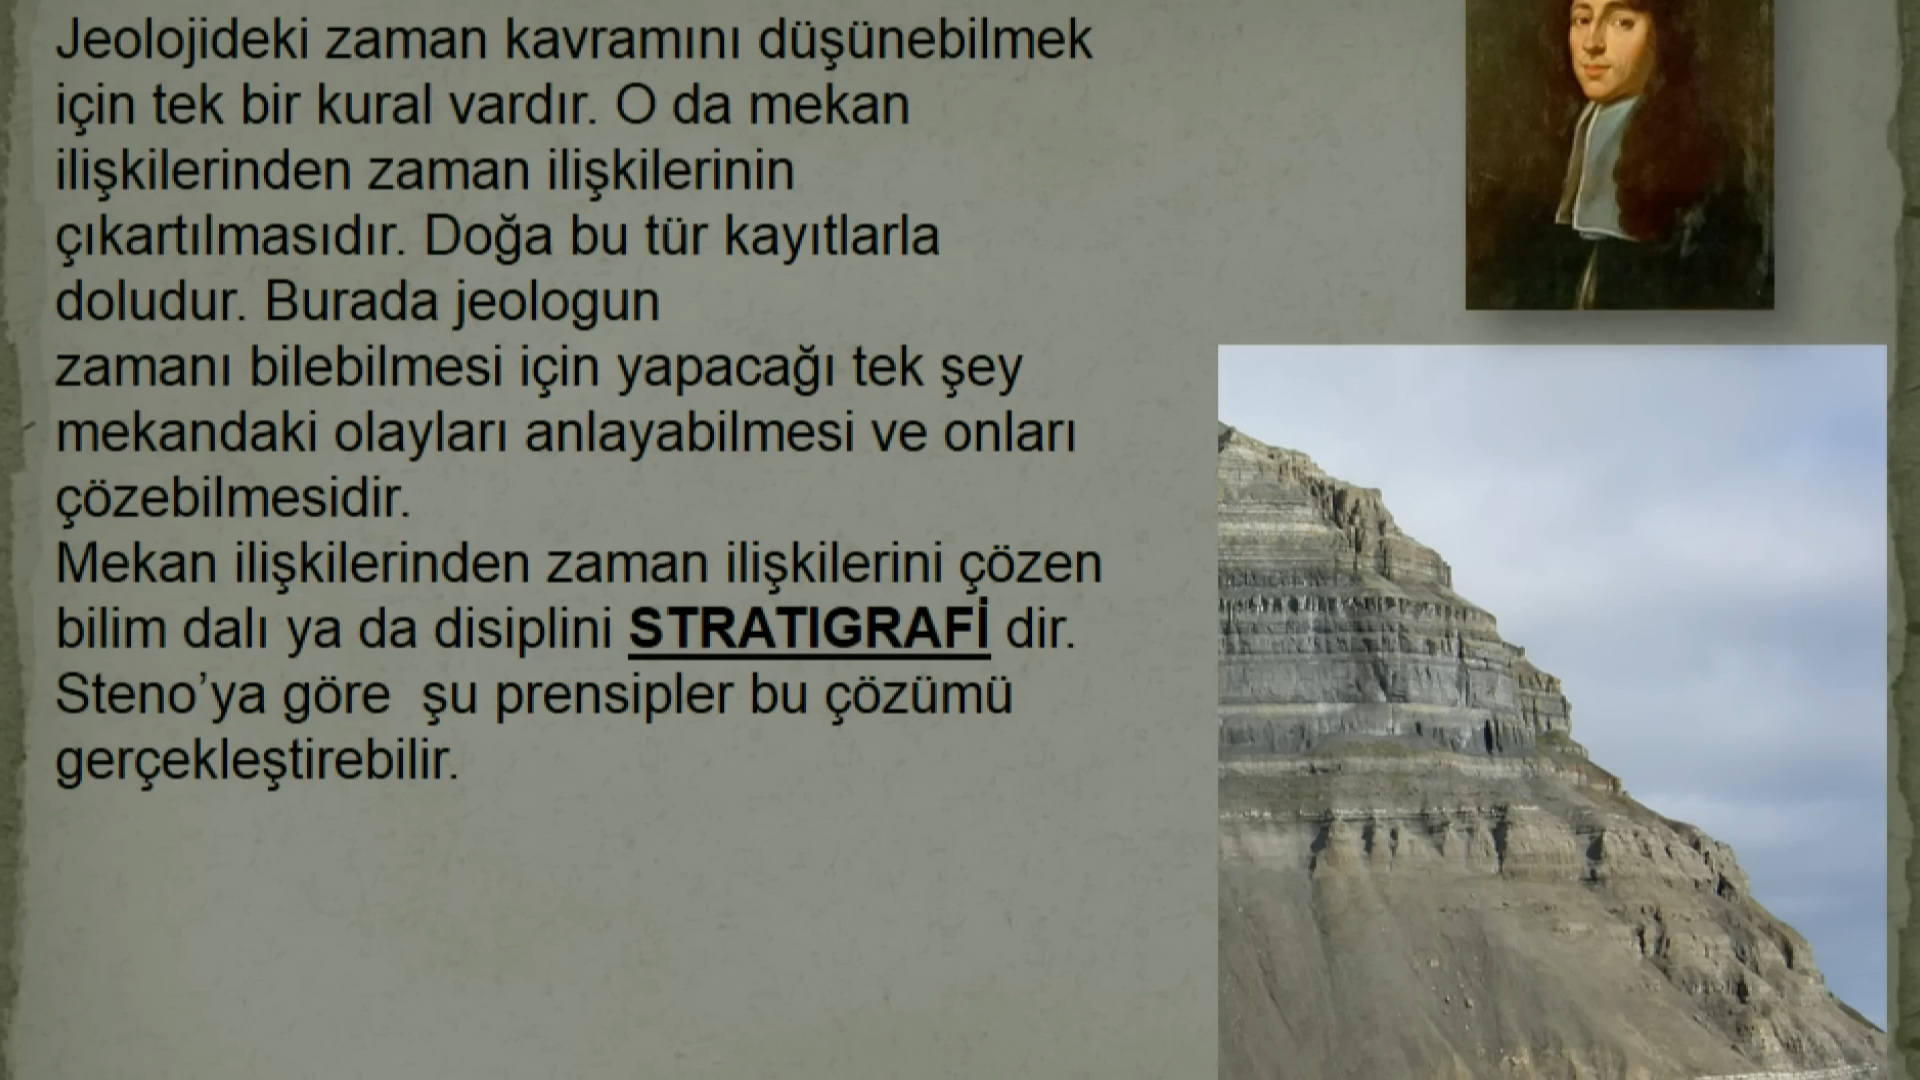 Jeolojideki zaman kavramını düşünebilmek
için tek bir kural vardır. O da mekan
ilişkilerinden zaman ilişkilerinin
çıkartılmasıdır. Doğa bu tür kayıtlarla
doludur. Burada jeologun
zamanı bilebilmesi için yapacağı tek şey
mekandaki olayları anlayabilmesi ve onları
çözebilmesidir.
Mekan ilişkilerinden zaman ilişkilerini çözen
bilim dalı ya da disiplini STRATIGRAFİ dir.
Steno’ya göre  şu prensipler bu çözümü
gerçekleştirebilir.